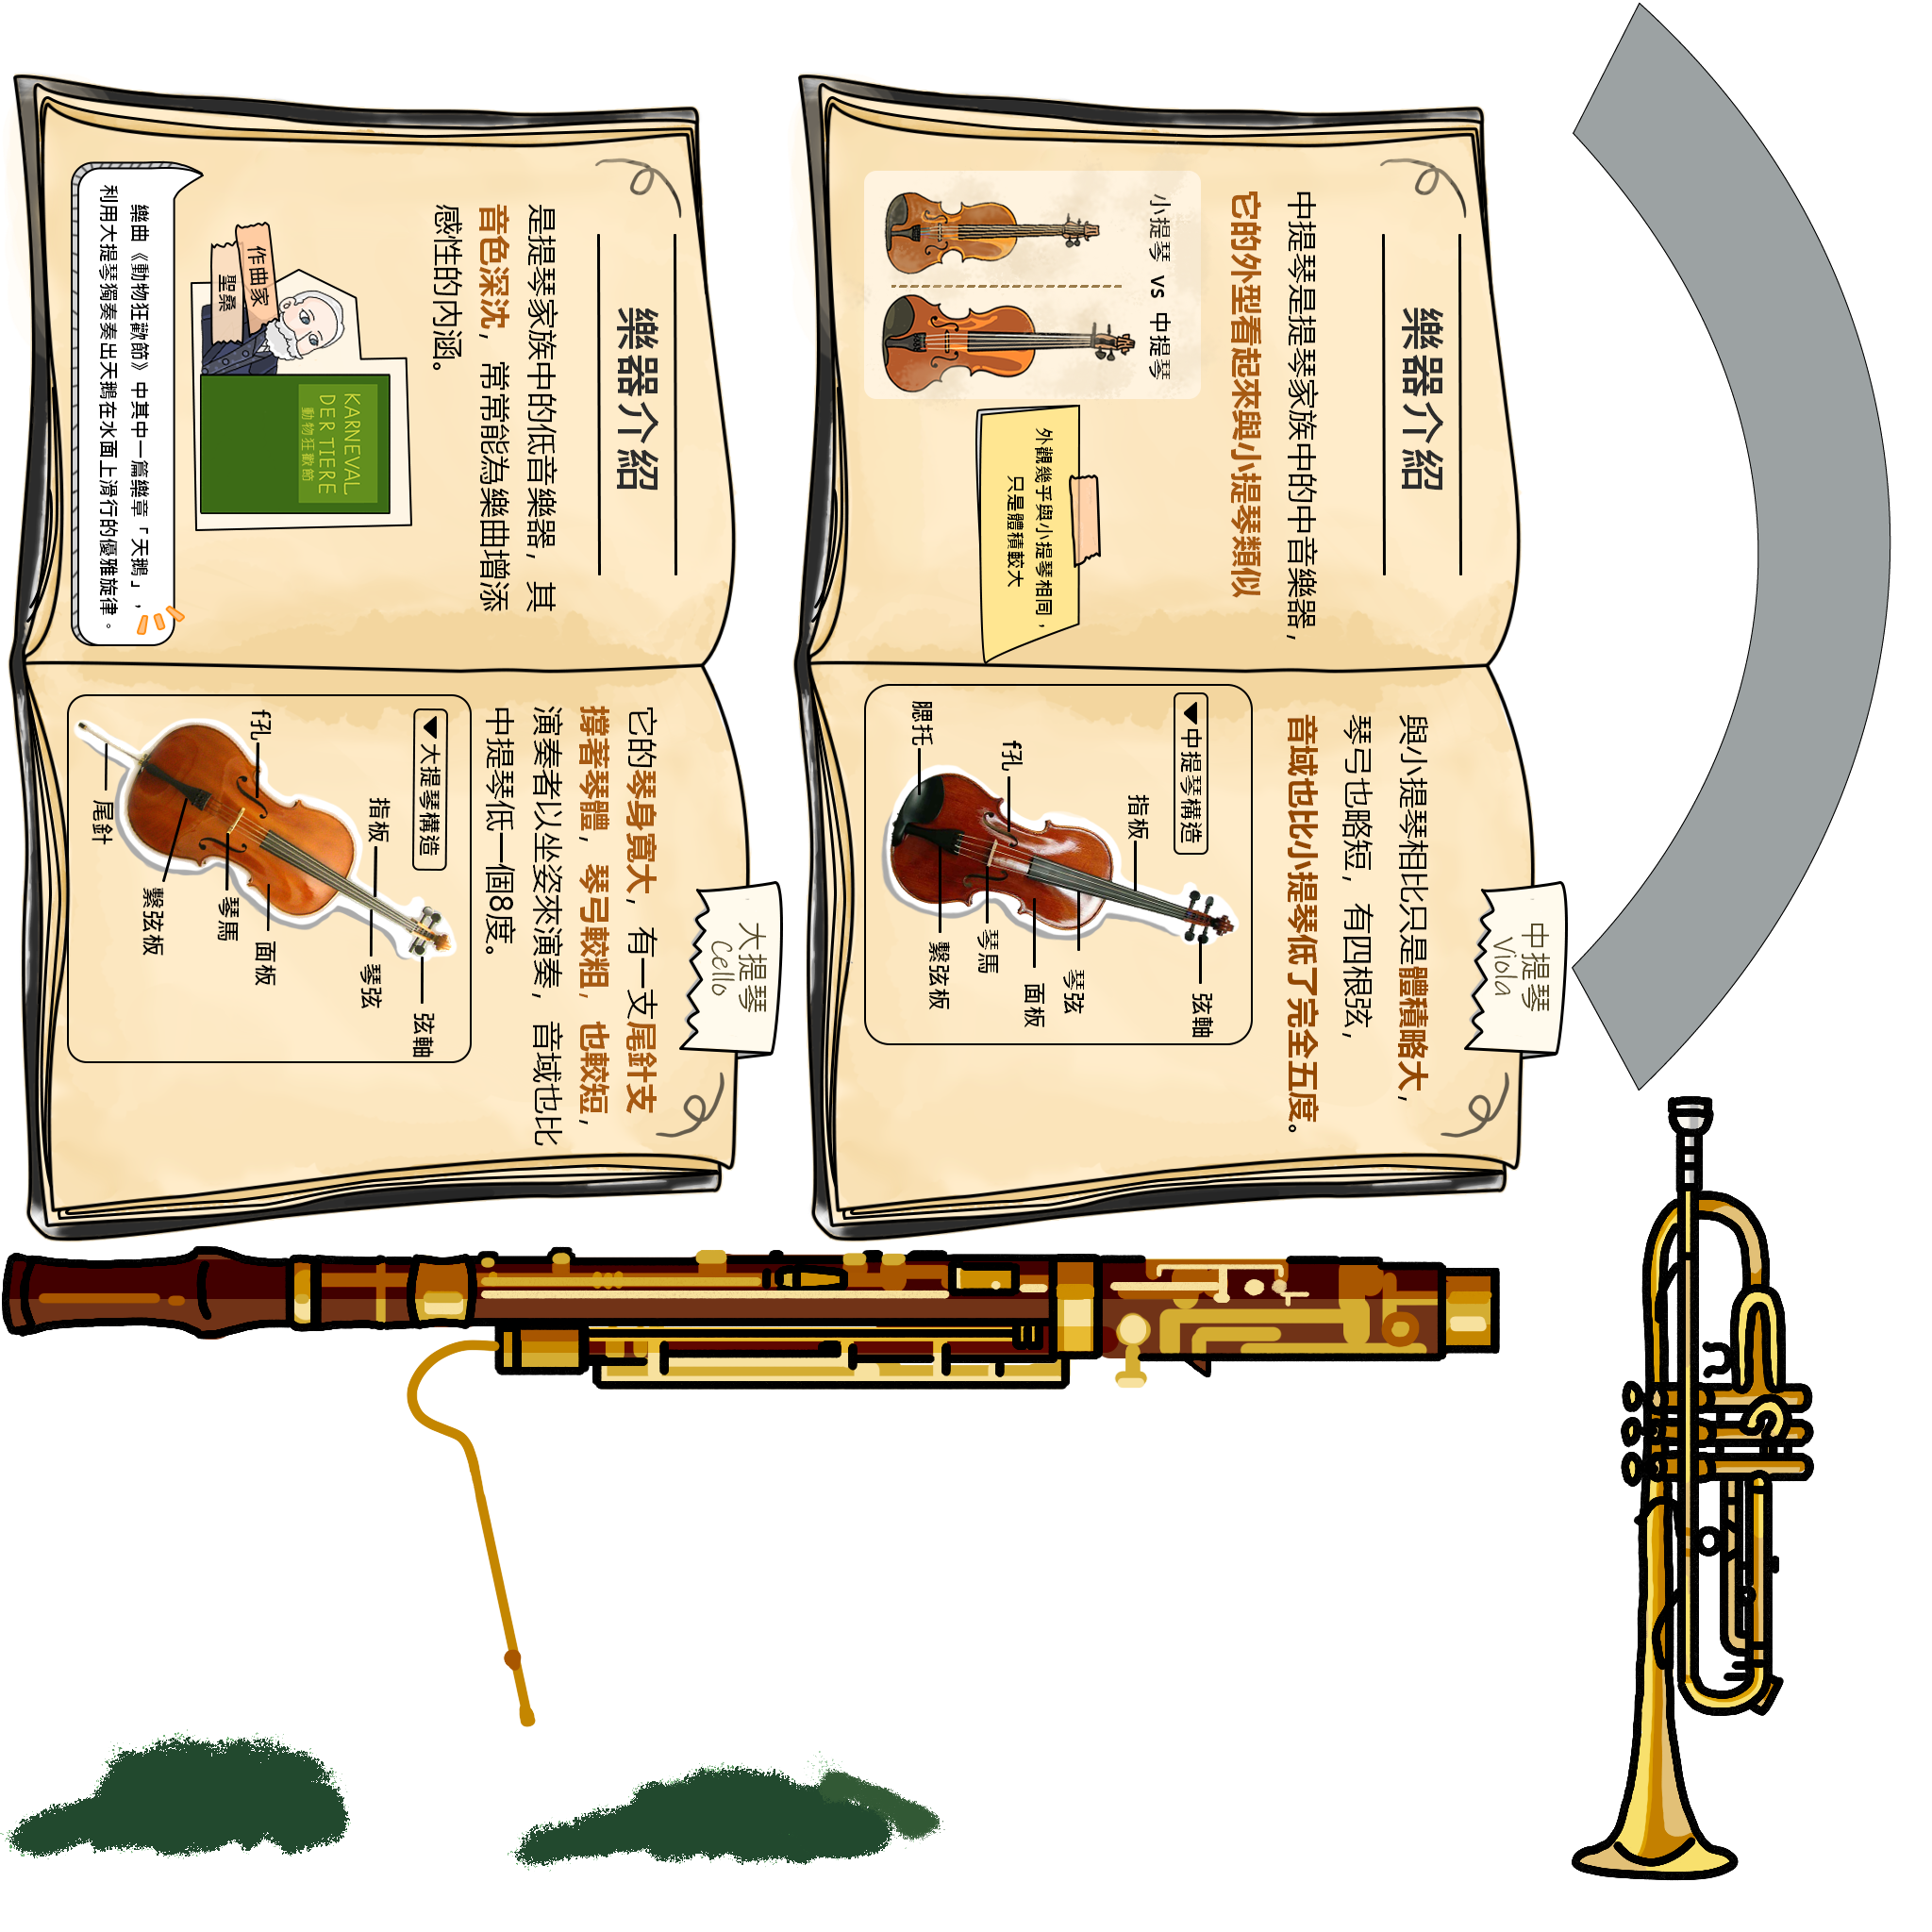 樂器介紹
中提琴是提琴家族中的中音樂器，
它的外型看起來與小提琴類似
小提琴 vs 中提琴
外觀幾乎與小提琴相同，
只是體積較大
中提琴
Viola
與小提琴相比只是體積略大，
琴弓也略短，有四根弦，
音域也比小提琴低了完全五度。
▼中提琴構造
腮托
f孔
指板
弦軸
琴弦
面板
琴馬
繫弦板
樂器介紹
是提琴家族中的低音樂器，其
音色深沈，常常能為樂曲增添
感性的內涵。
作曲家
聖桑
KARNEVAL
DER TIERE
動物狂歡節
樂曲《動物狂歡節》中其中一篇樂章「天鵝」，
利用大提琴獨奏奏出天鵝在水面上滑行的優雅旋律。
大提琴
Cello
它的琴身寬大，有一支尾針支
撐著琴體，琴弓較粗，也較短，
演奏者以坐姿來演奏，音域也比
中提琴低一個8度。
▼大提琴構造
f孔
指板
弦軸
琴弦
面板
琴馬
繫弦板
尾針